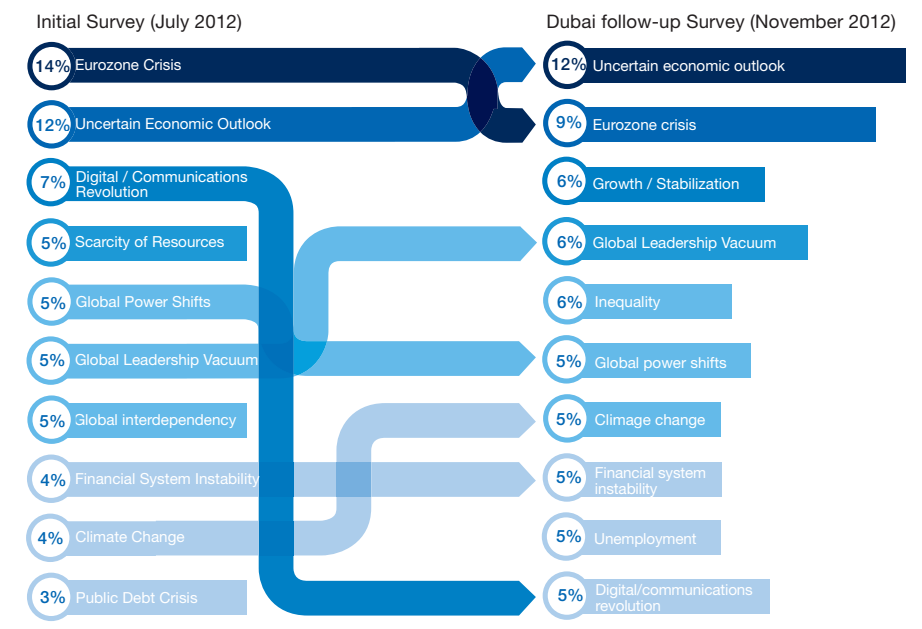 Initial Survey (July 2012)
14% Eurozone Crisis
12% Uncertain Economic Outlook
7% Digital / Communications
Revolution
5% Scarcity of Resources
5% Global Power Shifts
5% Global Leadership Vacuum
5% Global interdependency
4% Financial System Instability
4% Climate Change
3% Public Debt Crisis
Dubai follow-up Survey (November 2012)
12% Uncertain economic outlook
9% Eurozone crisis
6% Growth / Stabilization
6% Global Leadership Vacuum
6% Inequality
5% Global power shifts
5% Climage change
5% Financial system
instability
5% Unemployment
5% Digital/communications
revolution